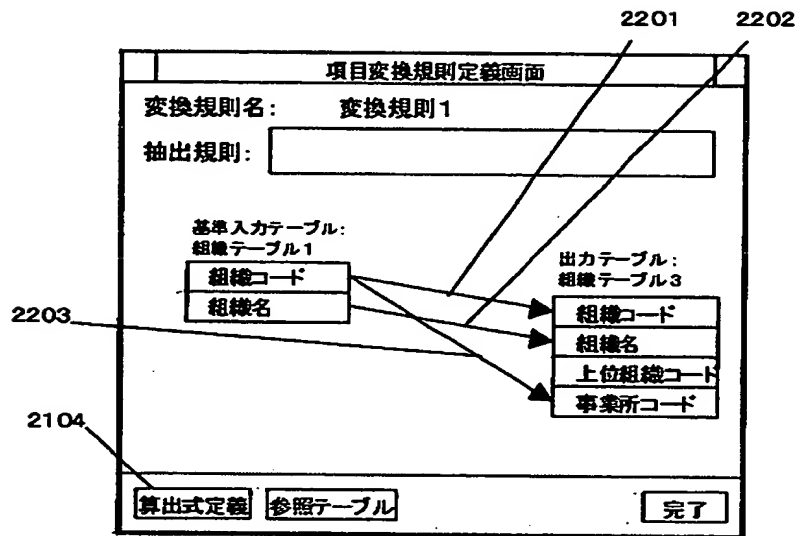 2201 2202
項目変換規則定義画面
変換規則名: 変換規則1
抽出規則:
基準入力テーブル:
組織テーブル1
組織コード
組織名
出力テーブル:
組織テーブル3
組織コード
組織名
上位組織コード
事業所コード
2203
2104
算出式定義 参照テーブル 完了